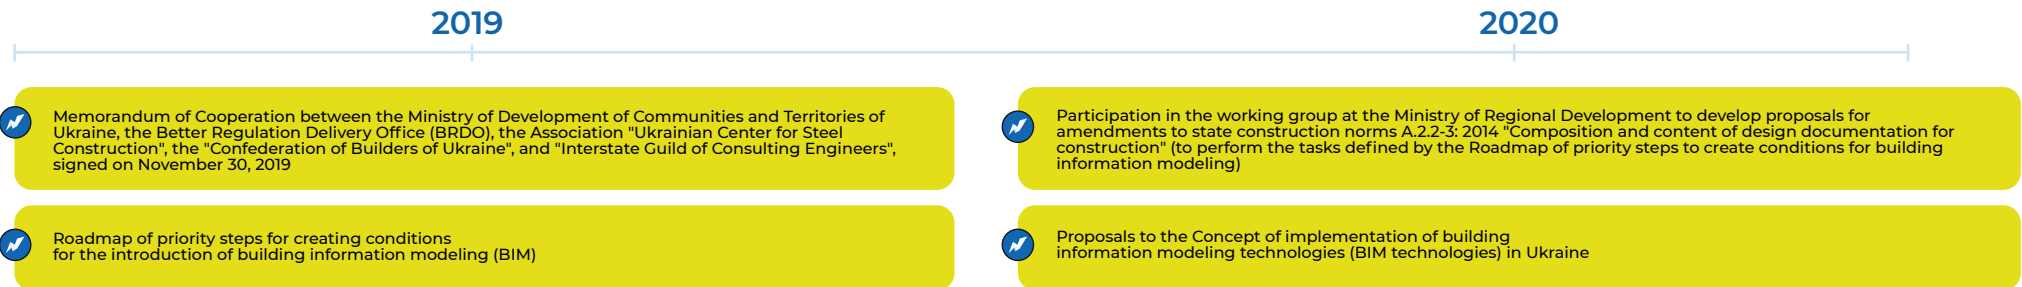 2019
2020
Memorandum of Cooperation between the Ministry of Development of Communities and Territories of
Ukraine, the Better Regulation Delivery Office (BRDO), the Association "Ukrainian Center for Steel
Construction", the "Confederation of Builders of Ukraine", and "Interstate Guild of Consulting Engineers",
signed on November 30, 2019
Participation in the working group at the Ministry of Regional Development to develop proposals for
amendments to state construction norms A.2.2-3: 2014 "Composition and content of design documentation for
construction" (to perform the tasks defined by the Roadmap of priority steps to create conditions for building
information modeling)
Roadmap of priority steps for creating conditions
for the introduction of building information modeling (BIM)
Proposals to the Concept of implementation of building
information modeling technologies (BIM technologies) in Ukraine